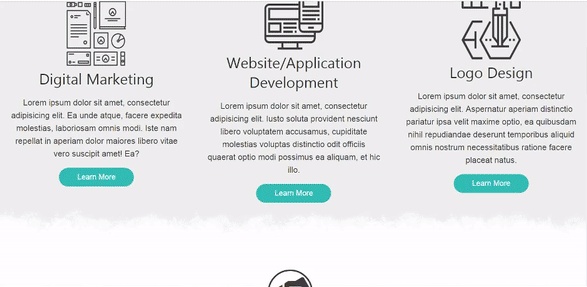 Digital Marketing
Lorem ipsum dolor sit amet, consectetur
adipisicing elit. Ea unde atque, facere expedita
molestias, laboriosam omnis modi. Iste nam
repellat in aperiam dolor maiores libero vitae
vero suscipit amet! Ea?
Learn More
Website/Application
Development
Lorem ipsum dolor sit amet, consectetur
adipisicing elit. Iusto soluta provident nesciunt
libero voluptatem accusamus, cupiditate
molestias voluptas distinctio odit officiis
quaerat optio modi possimus ea aliquam, et hic
illo.
Learn More
Logo Design
Lorem ipsum dolor sit amet, consectetur
adipisicing elit. Aspernatur aperiam distinctio
pariatur ipsa velit maxime optio, ea quibusdam
nihil repudiandae deserunt temporibus aliquid
omnis nostrum necessitatibus ratione facere
placeat natus.
Learn More